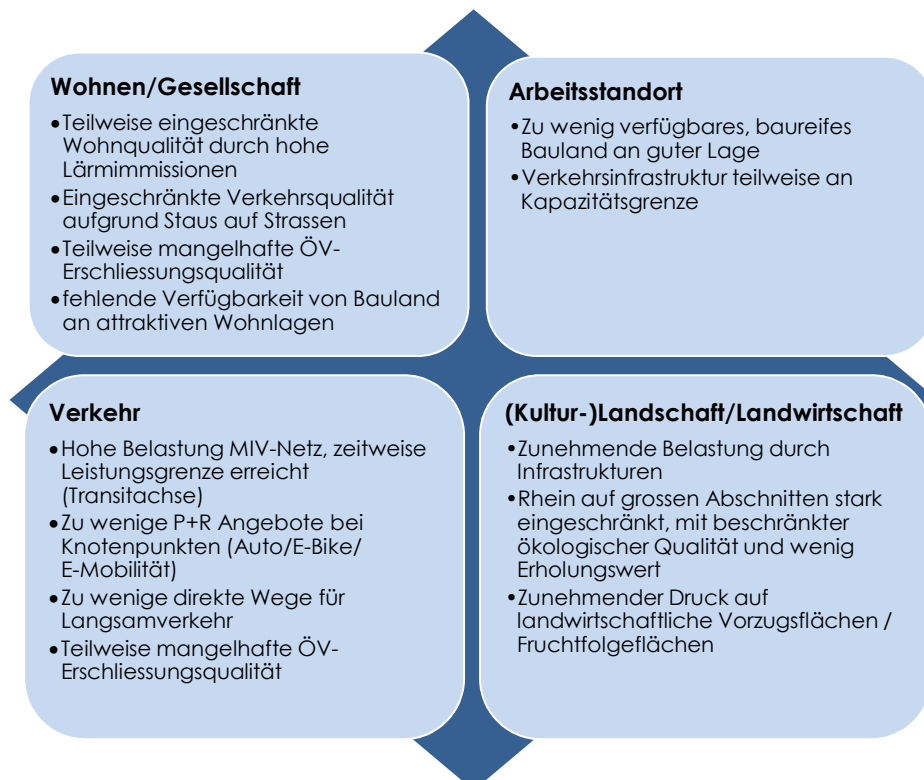 Wohnen/Gesellschaft
•Teilweise eingeschränkte
Wohnqualität durch hohe
Lärmimmissionen
•Eingeschränkte Verkehrsqualität
aufgrund Staus auf Strassen
•Teilweise mangelhafte ÖV-
Erschliessungsqualität
•fehlende Verfügbarkeit von Bauland
an attraktiven Wohnlagen
Arbeitsstandort
•Zu wenig verfügbares, baureifes
Bauland an guter Lage
•Verkehrsinfrastruktur teilweise an
Kapazitätsgrenze
Verkehr
•Hohe Belastung MIV-Netz, zeitweise
Leistungsgrenze erreicht
(Transitachse)
•Zu wenige P+R Angebote bei
Knotenpunkten (Auto/E-Bike/
E-Mobilität)
•Zu wenige direkte Wege für
Langsamverkehr
•Teilweise mangelhafte ÖV-
Erschliessungsqualität
(Kultur-)Landschaft/Landwirtschaft
•Zunehmende Belastung durch
Infrastrukturen
•Rhein auf grossen Abschnitten stark
eingeschränkt, mit beschränkter
ökologischer Qualität und wenig
Erholungswert
•Zunehmender Druck auf
landwirtschaftliche Vorzugsflächen /
Fruchtfolgeflächen